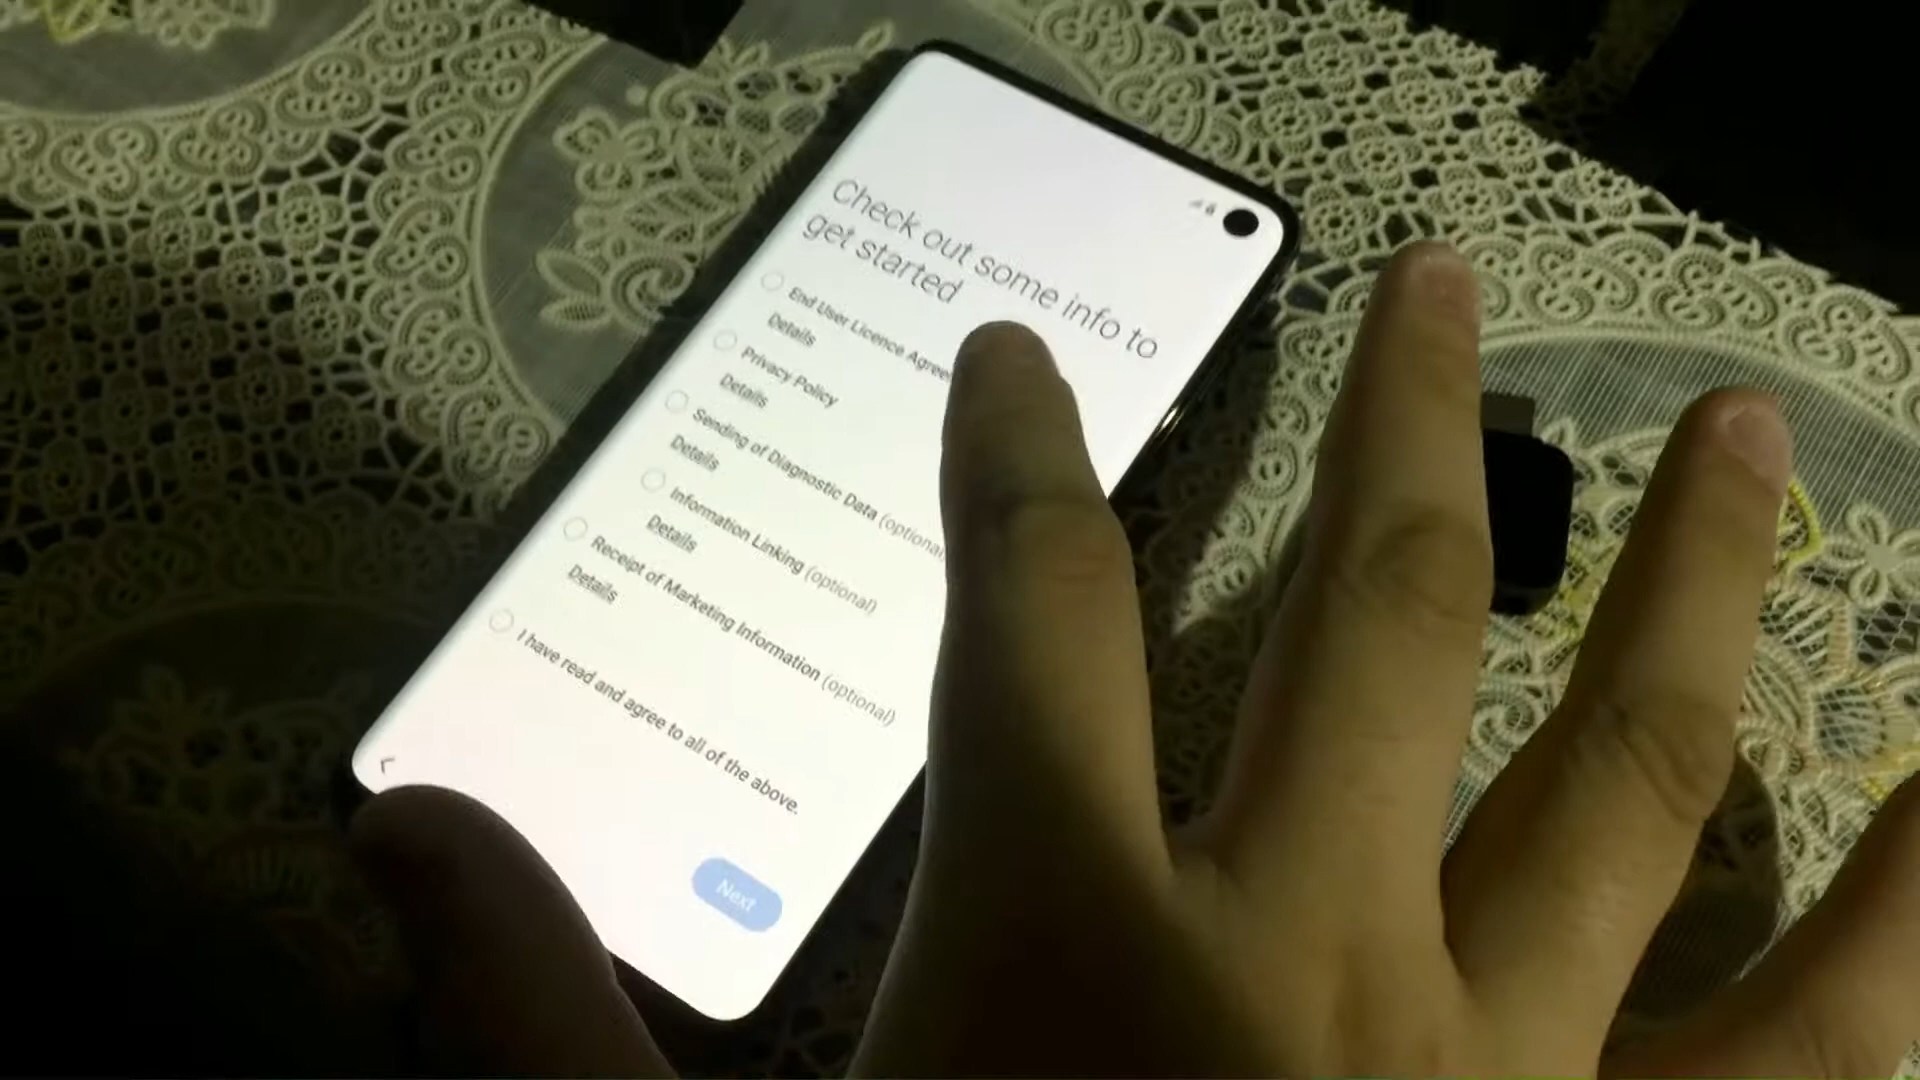 Check out some info to
get started
End User Licence
Details
Privacy Policy
Details
Sending of Diagnostic Data (optional
Details
Information Linking (optional)
Details
Receipt of Marketing Information (optional)
Details
I have read and agree to all of the above.
Next